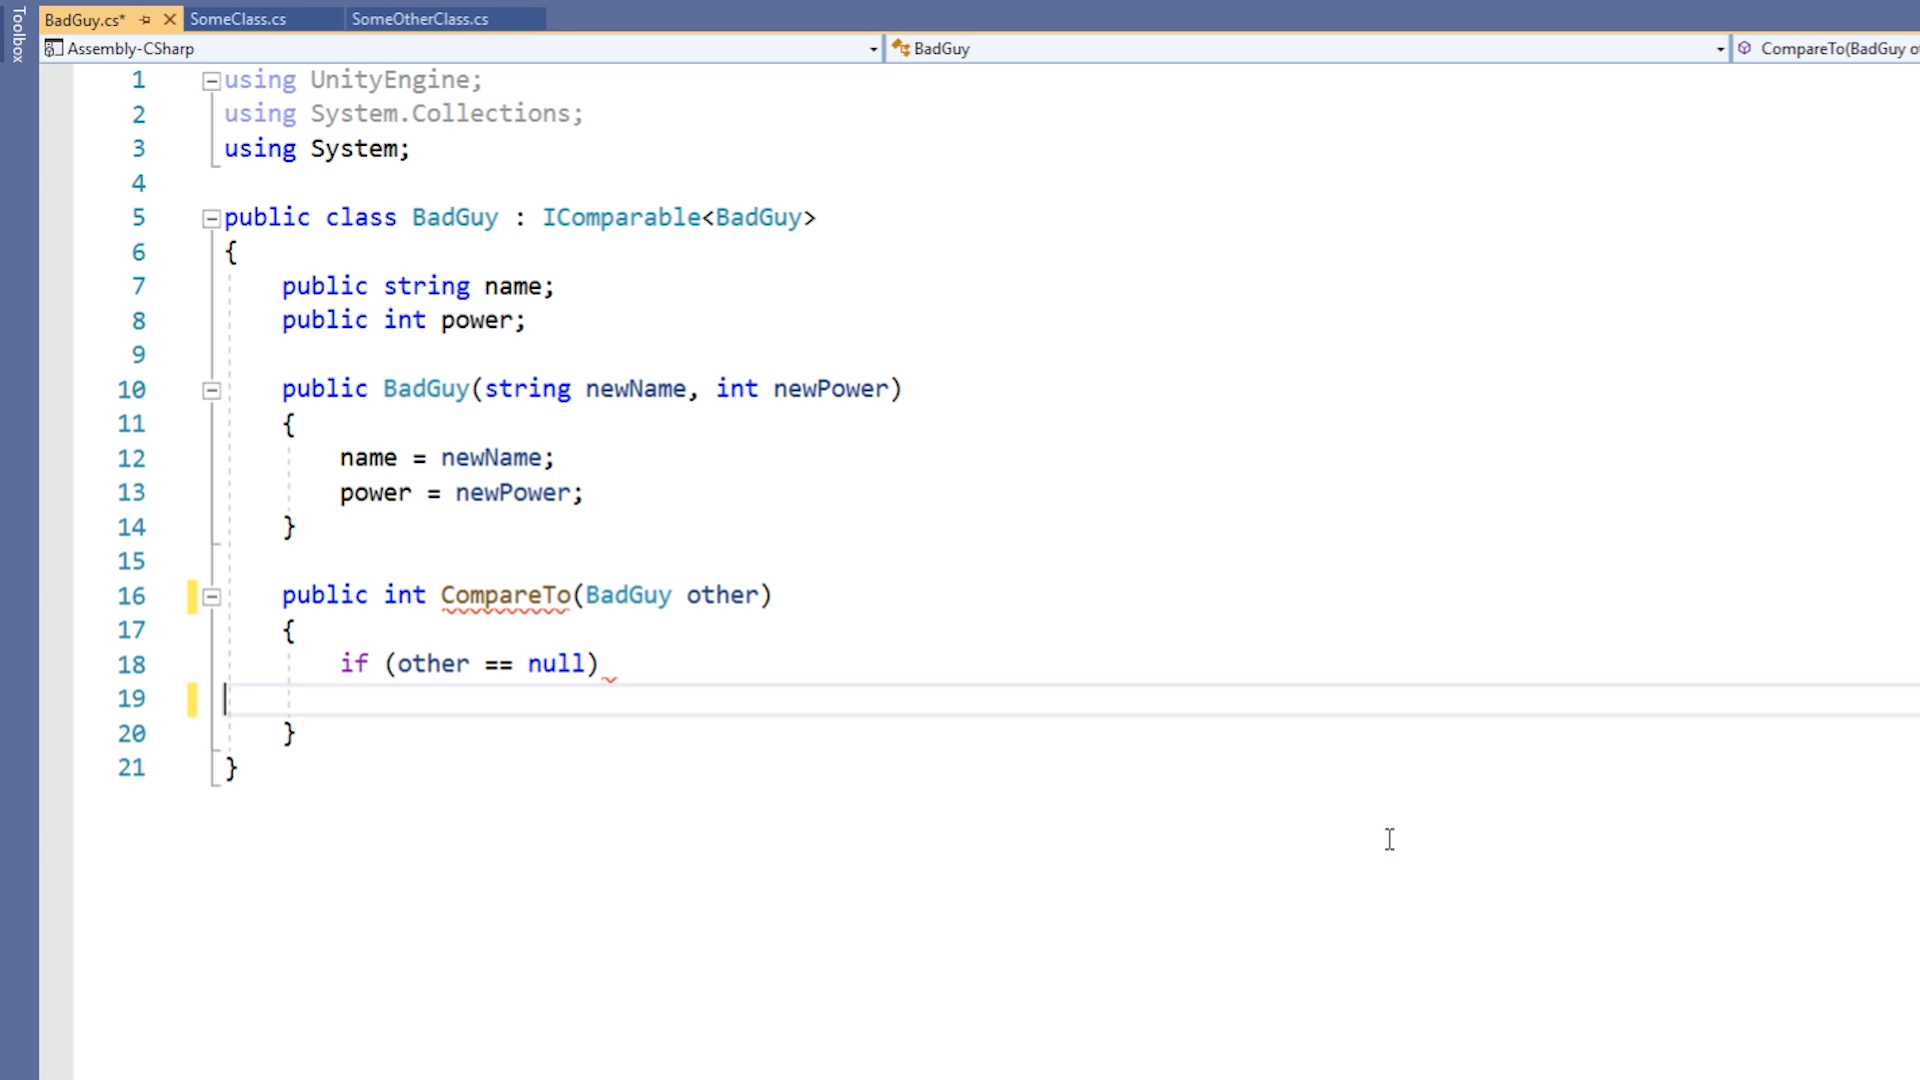 Toolbox
BadGuy.cs* SomeClass.cs SomeOtherClass.cs
Assembly-CSharp BadGuy CompareTo(BadGuy o
1 using UnityEngine;
2 using System.Collections;
3 using System;
4
5 public class BadGuy : IComparable<BadGuy>
6 {
7 public string name;
8 public int power;
9
10 public BadGuy(string newName, int newPower)
11 {
12 name = newName;
13 power = newPower;
14 }
15
16 public int CompareTo(BadGuy other)
17 {
18 if (other == null)
19
20 }
21 }